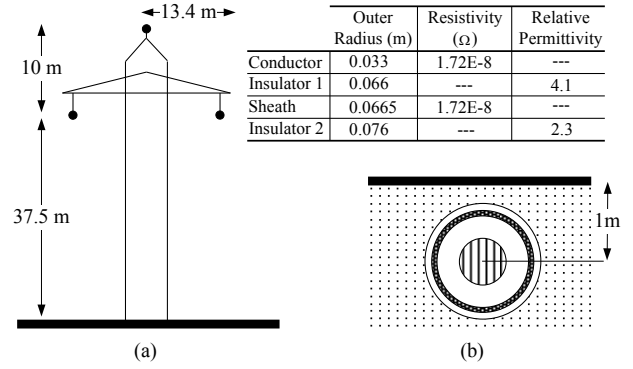 13.4 m
10 m
37.5 m
(a)
Outer Radius (m) Resistivity (Ω) Relative Permittivity
Conductor 0.033 1.72E-8 ---
Insulator 1 0.066 --- 4.1
Sheath 0.0665 1.72E-8 ---
Insulator 2 0.076 --- 2.3
1m
(b)